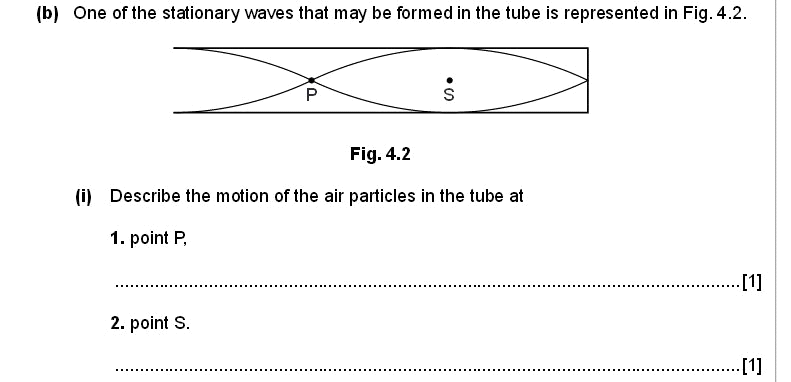 (b) One of the stationary waves that may be formed in the tube is represented in Fig. 4.2.
P
S
Fig. 4.2
(i) Describe the motion of the air particles in the tube at
1. point P,
..........................................................................................................................................[1]
2. point S.
..........................................................................................................................................[1]